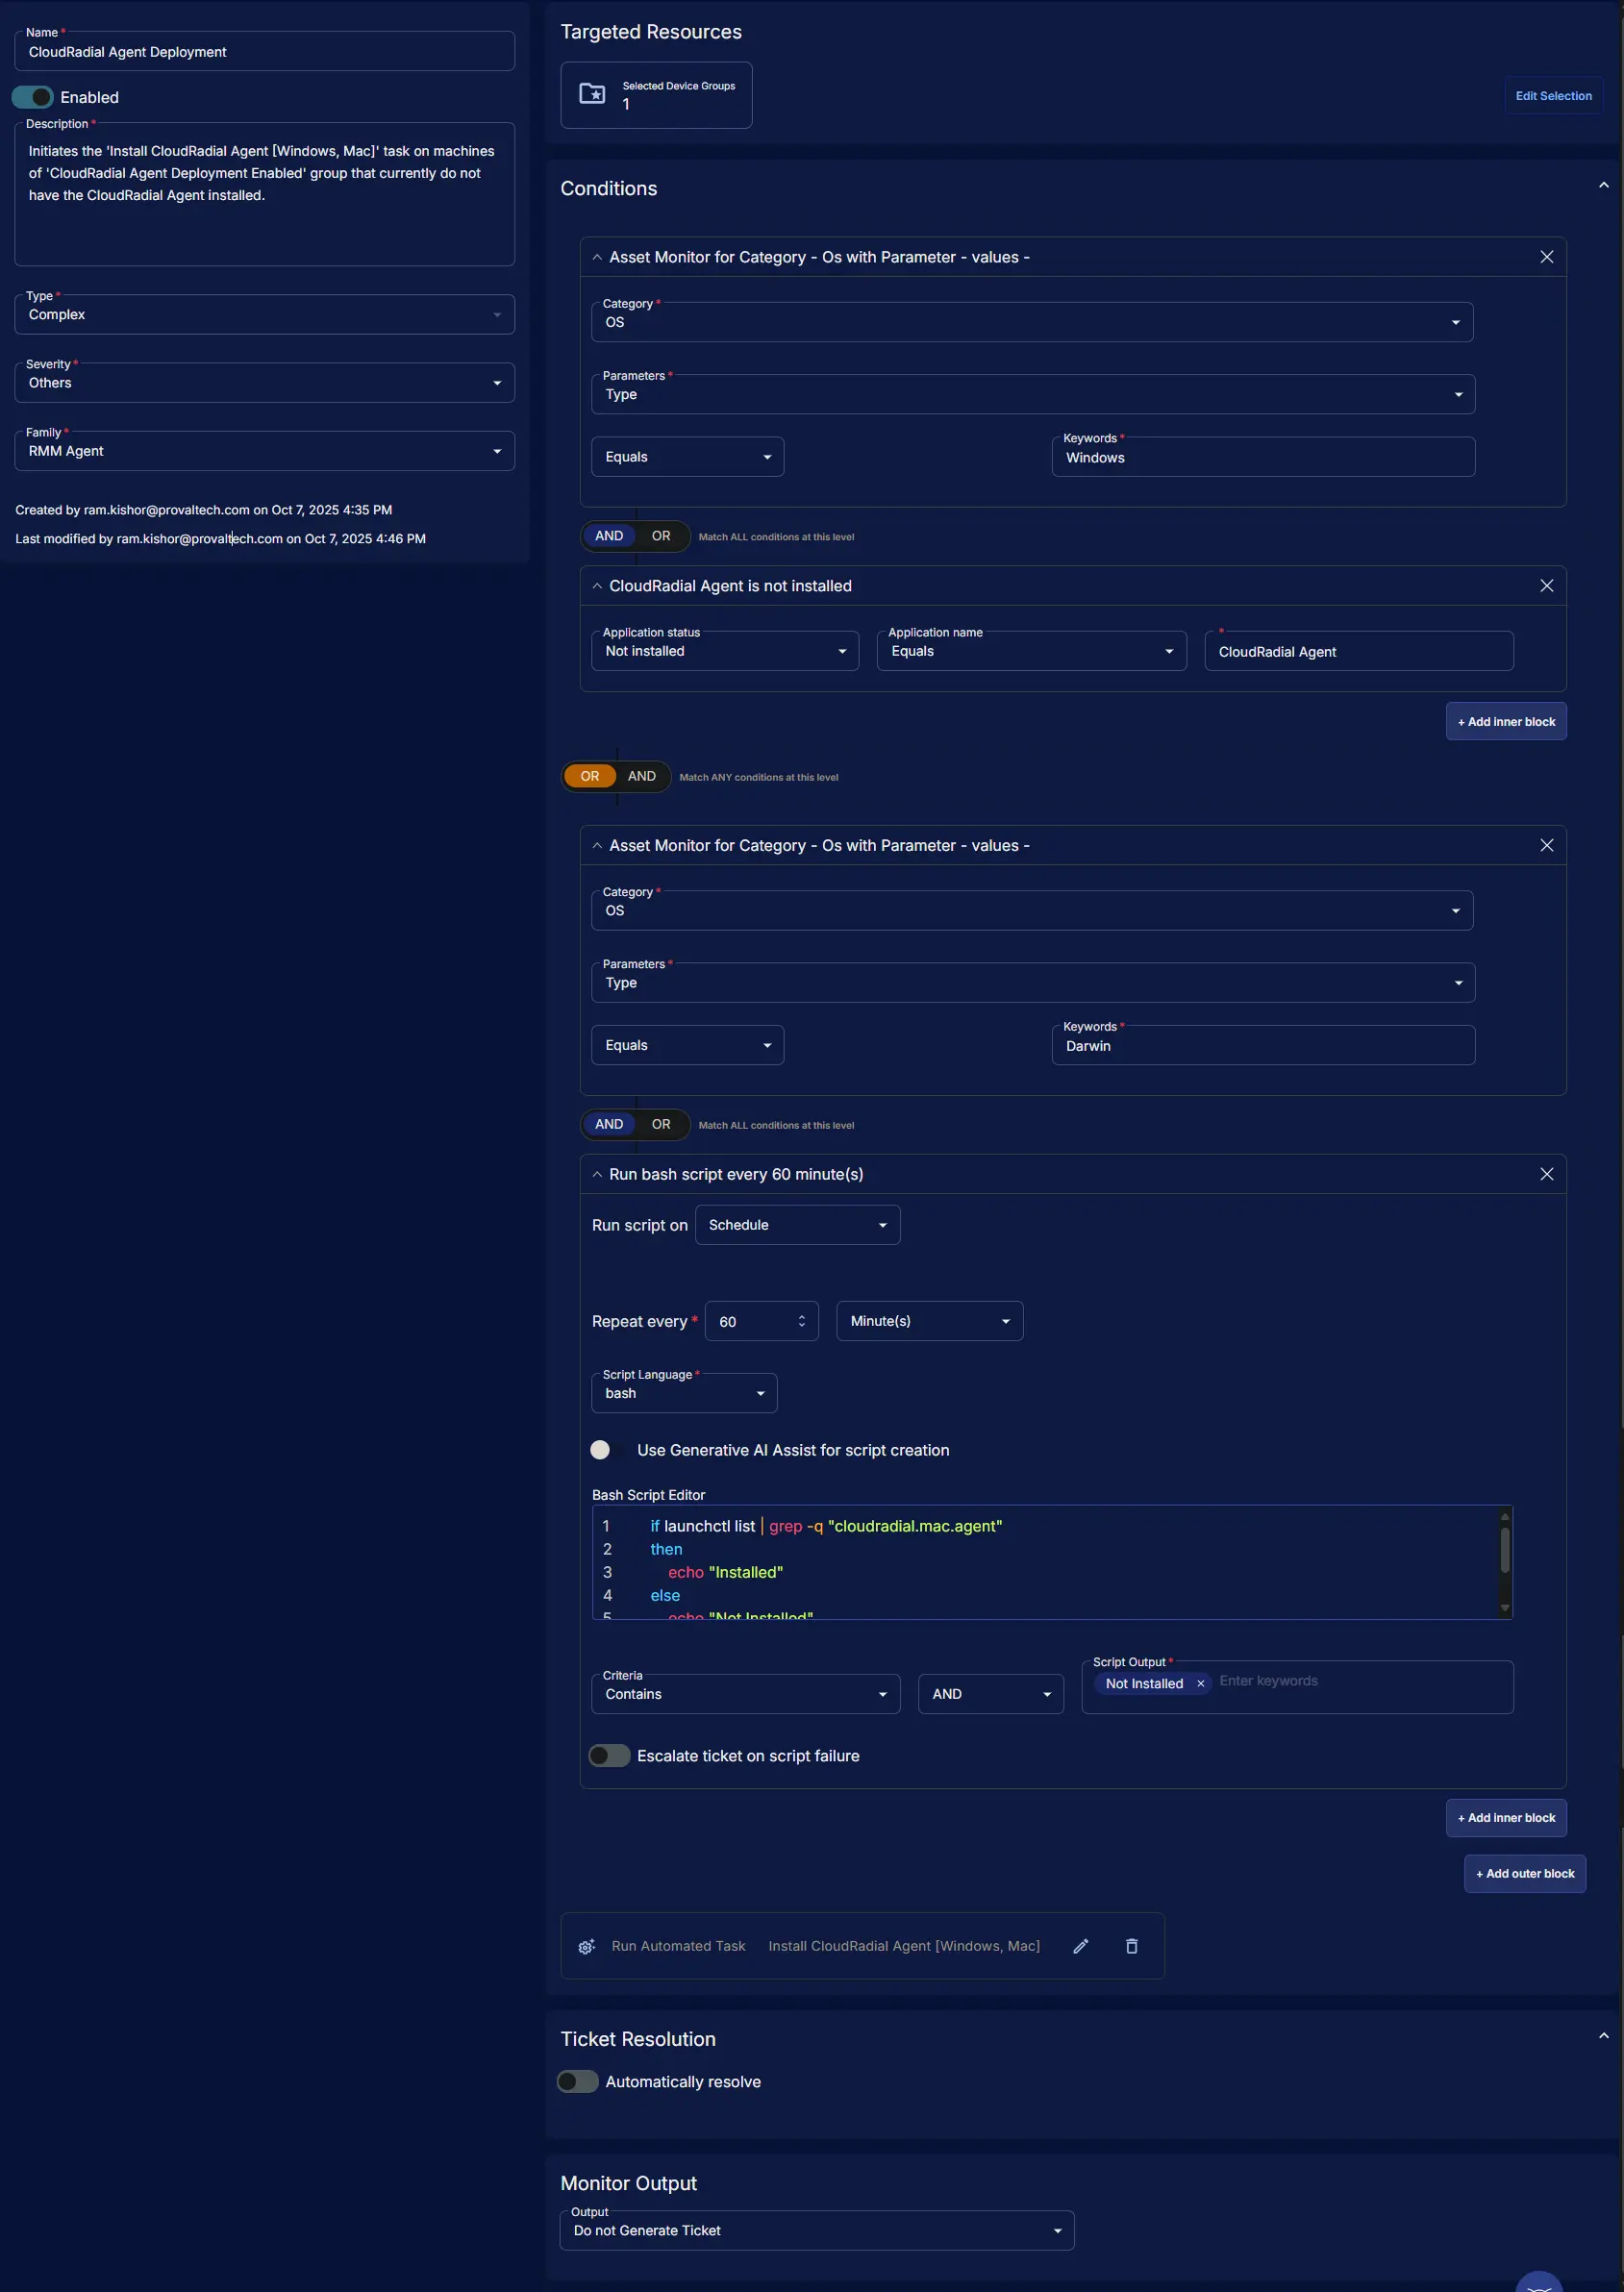 Name *
CloudRadial Agent Deployment
Enabled
Description *
Initiates the 'Install CloudRadial Agent [Windows, Mac]' task on machines
of 'CloudRadial Agent Deployment Enabled' group that currently do not
have the CloudRadial Agent installed.
Type *
Complex
Severity *
Others
Family *
RMM Agent
Created by ram.kishor@provaltech.com on Oct 7, 2025 4:35 PM
Last modified by ram.kishor@provaltech.com on Oct 7, 2025 4:46 PM
Targeted Resources
Selected Device Groups
1
Edit Selection
Conditions
Asset Monitor for Category - Os with Parameter - values -
Category *
OS
Parameters *
Type
Equals
Keywords *
Windows
AND OR Match ALL conditions at this level
CloudRadial Agent is not installed
Application status
Not installed
Application name
Equals
*
CloudRadial Agent
+ Add inner block
OR AND Match ANY conditions at this level
Asset Monitor for Category - Os with Parameter - values -
Category *
OS
Parameters *
Type
Equals
Keywords *
Darwin
AND OR Match ALL conditions at this level
Run bash script every 60 minute(s)
Run script on Schedule
Repeat every * 60 Minute(s)
Script Language *
bash
Use Generative AI Assist for script creation
Bash Script Editor
1 if launchctl list | grep -q "cloudradial.mac.agent"
2 then
3 echo "Installed"
4 else
5 echo "Not Installed"
Criteria
Contains
AND
Script Output *
Not Installed × Enter keywords
Escalate ticket on script failure
+ Add inner block
+ Add outer block
Run Automated Task Install CloudRadial Agent [Windows, Mac]
Ticket Resolution
Automatically resolve
Monitor Output
Output
Do not Generate Ticket